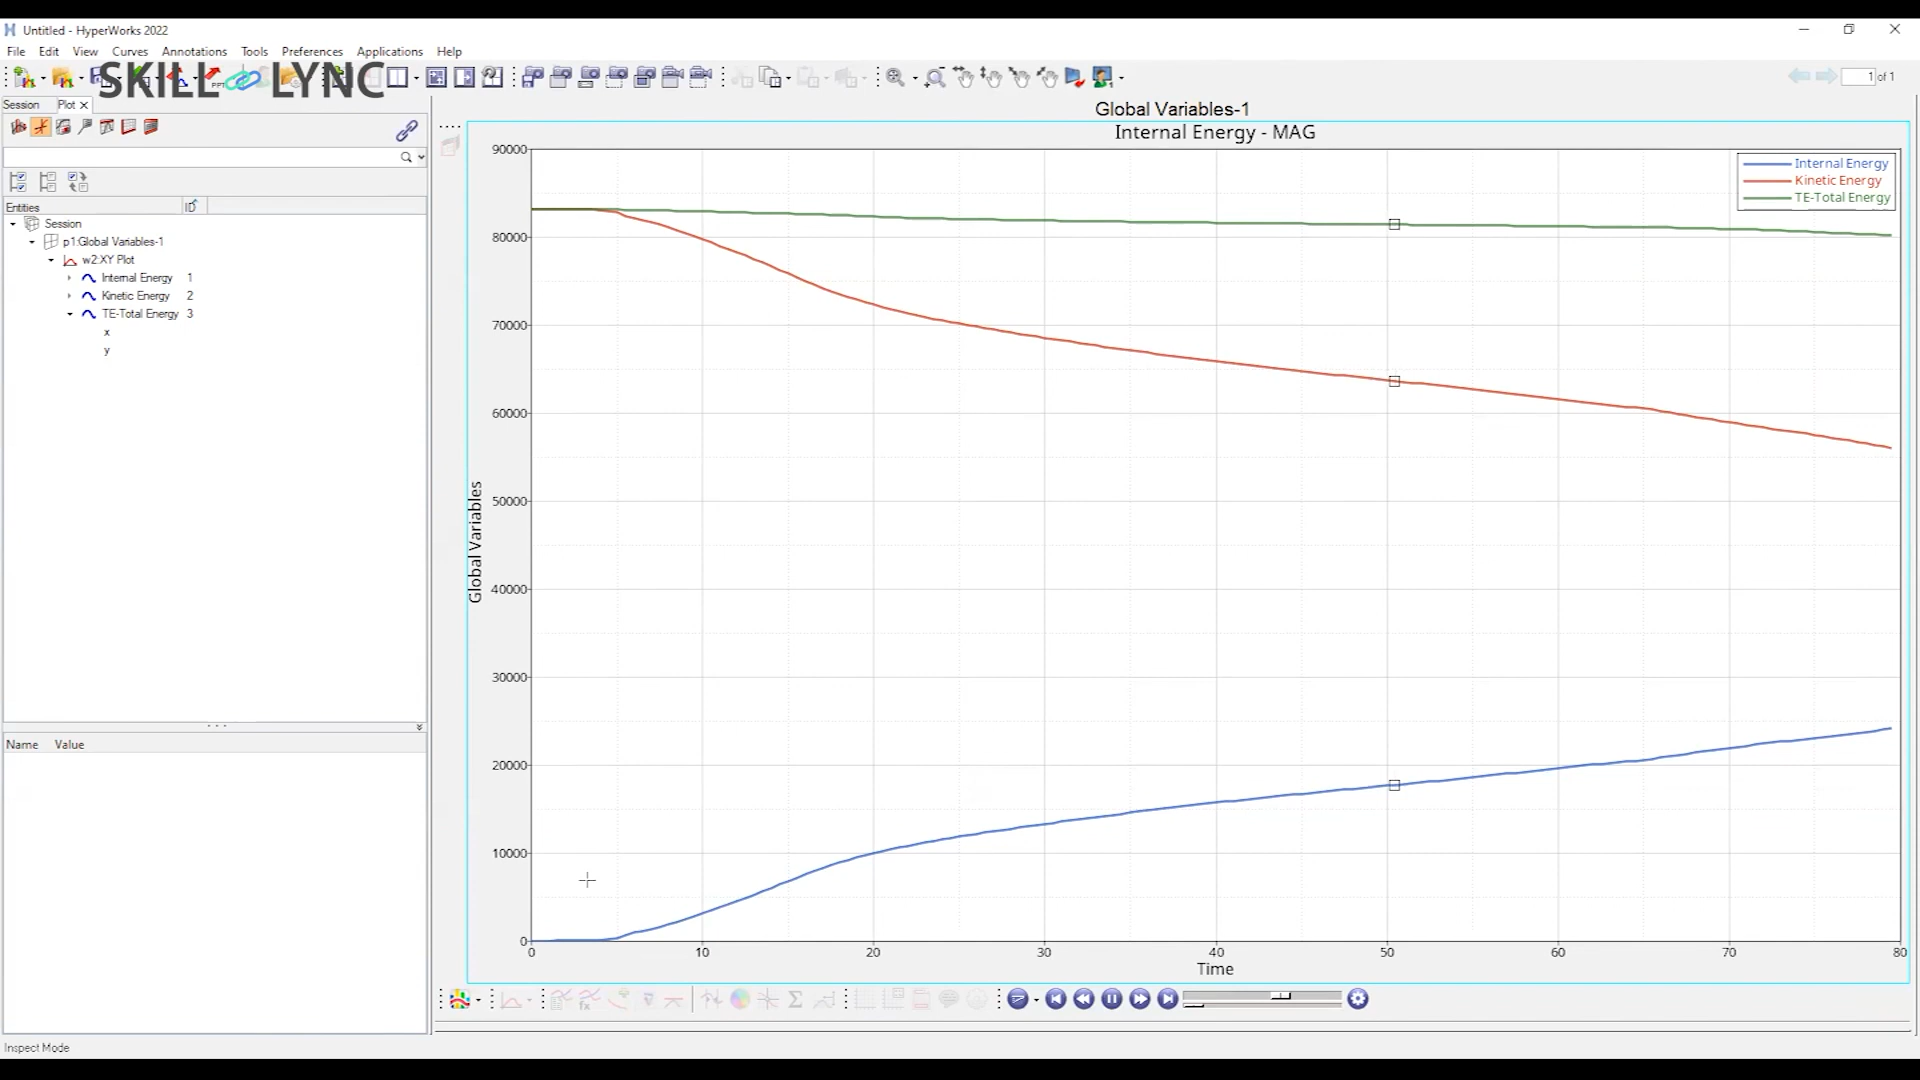 Untitled - HyperWorks 2022
File Edit View Curves Annotations Tools Preferences Applications Help
SKILL LYNC
1 of 1
Session Plot
Entities ID
Session
p1:Global Variables-1
w2:XY Plot
Internal Energy 1
Kinetic Energy 2
TE-Total Energy 3
x
y
Name Value
Inspect Mode
Global Variables-1
Internal Energy - MAG
Internal Energy
Kinetic Energy
TE-Total Energy
90000
80000
70000
60000
50000
40000
30000
20000
10000
0
Global Variables
0 10 20 30 40 50 60 70 80
Time